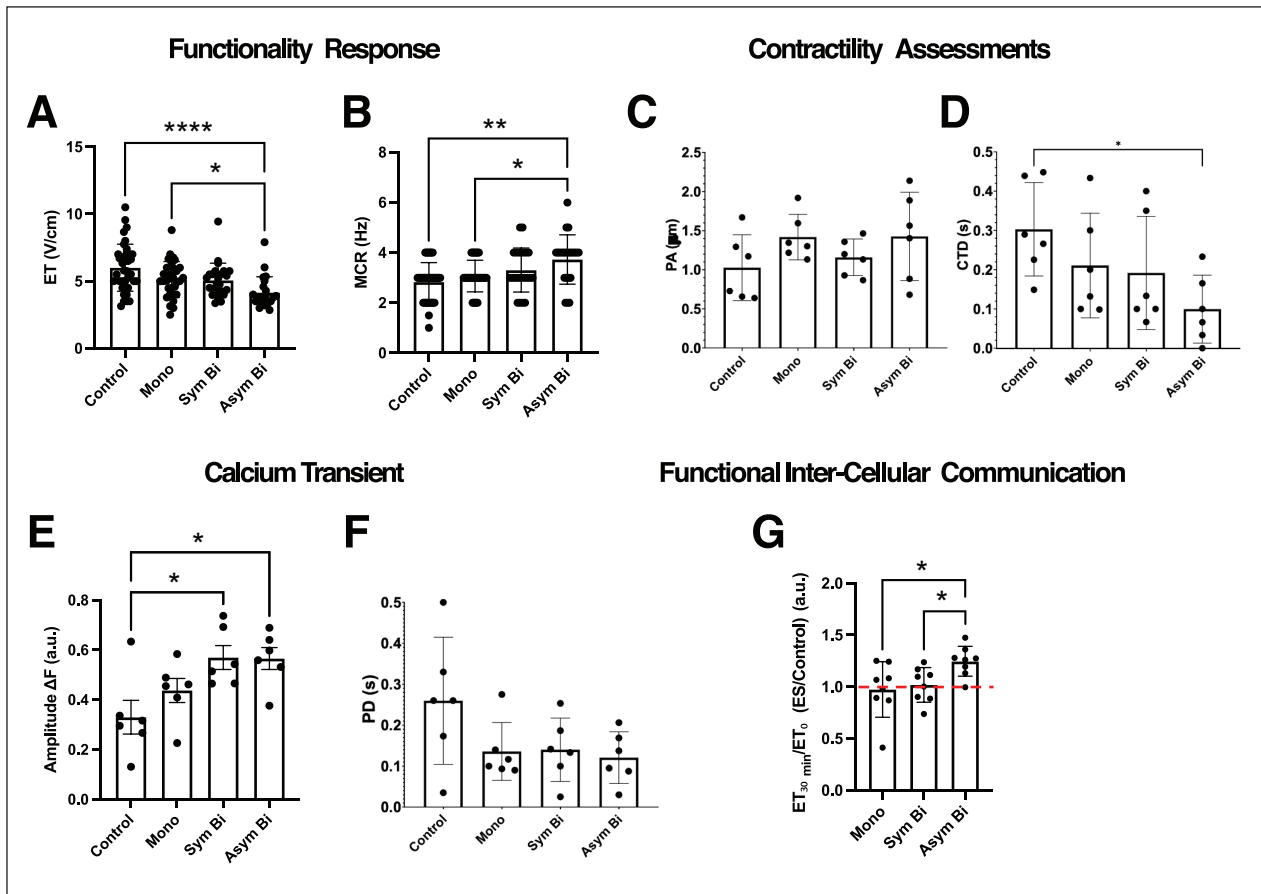 Functionality Response
Contractility Assessments
A
B
C
D
****
*
ET (V/cm)
15
10
5
0
Control
Mono
Sym Bi
Asym Bi
**
*
MCR (Hz)
8
6
4
2
0
Control
Mono
Sym Bi
Asym Bi
2.5
2.0
1.5
1.0
0.5
0.0
Control
Mono
Sym Bi
Asym Bi
*
CTD (s)
0.5
0.4
0.3
0.2
0.1
0.0
Control
Mono
Sym Bi
Asym Bi
Calcium Transient
Functional Inter-Cellular Communication
E
F
G
*
*
Amplitude ΔF (a.u.)
0.8
0.6
0.4
0.2
0.0
Control
Mono
Sym Bi
Asym Bi
PD (s)
0.5
0.4
0.3
0.2
0.1
0.0
Control
Mono
Sym Bi
Asym Bi
*
*
ET30 min/ET0 (ES/Control) (a.u.)
2.0
1.5
1.0
0.5
0.0
Mono
Sym Bi
Asym Bi